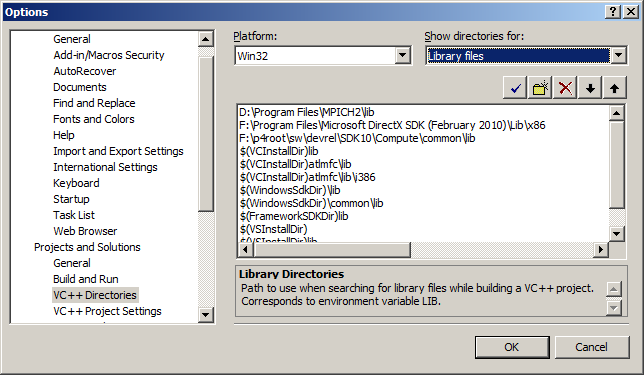 Options
General
Add-in/Macros Security
AutoRecover
Documents
Find and Replace
Fonts and Colors
Help
Import and Export Settings
International Settings
Keyboard
Startup
Task List
Web Browser
Projects and Solutions
General
Build and Run
VC++ Directories
VC++ Project Settings
Platform:
Win32
Show directories for:
Library files
D:\Program Files\MPICH2\lib
F:\Program Files\Microsoft DirectX SDK (February 2010)\Lib\x86
F:\p4root\sw\devrel\SDK10\Compute\common\lib
$(VCInstallDir)lib
$(VCInstallDir)atlmfc\lib
$(VCInstallDir)atlmfc\lib\i386
$(WindowsSdkDir)\lib
$(WindowsSdkDir)\common\lib
$(FrameworkSDKDir)lib
$(VSInstallDir)
$(VSInstallDir)lib
Library Directories
Path to use when searching for library files while building a VC++ project.
Corresponds to environment variable LIB.
OK
Cancel